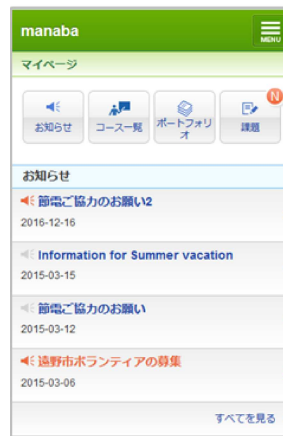 manaba
MENU
マイページ
N
お知らせ
コース一覧
ポートフォリオ
課題
お知らせ
節電ご協力のお願い2
2016-12-16
Information for Summer vacation
2015-03-15
節電ご協力のお願い
2015-03-12
遠野市ボランティアの募集
2015-03-06
すべてを見る